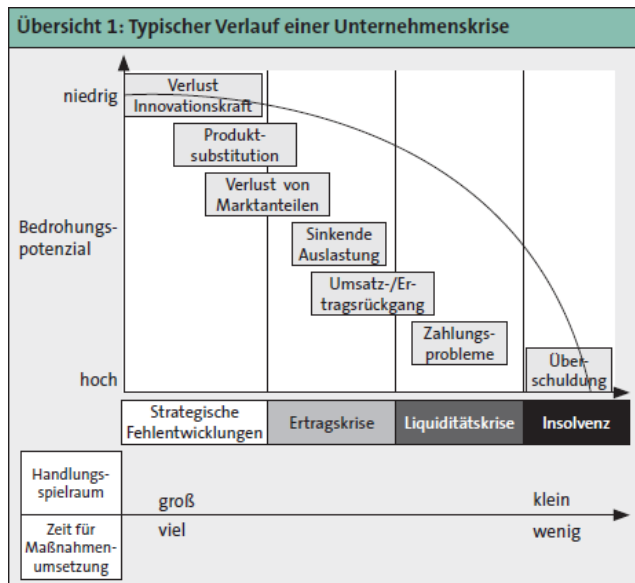 Übersicht 1: Typischer Verlauf einer Unternehmenskrise
niedrig
Verlust
Innovationskraft
Produkt-
substitution
Verlust von
Marktanteilen
Bedrohungs-
potenzial
Sinkende
Auslastung
Umsatz-/Er-
tragsrückgang
Zahlungs-
probleme
Über-
schuldung
hoch
Strategische
Fehlentwicklungen
Ertragskrise
Liquiditätskrise
Insolvenz
Handlungs-
spielraum
groß
klein
Zeit für
Maßnahmen-
umsetzung
viel
wenig